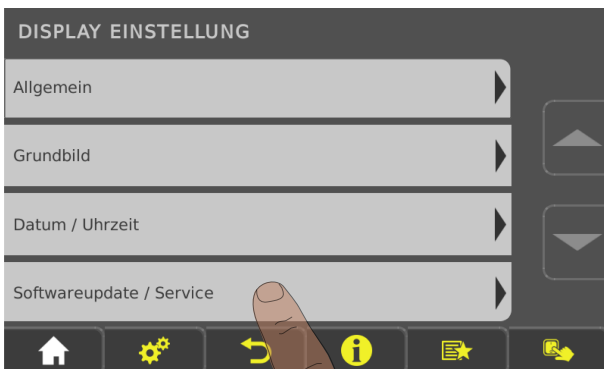 DISPLAY EINSTELLUNG
Allgemein
Grundbild
Datum / Uhrzeit
Softwareupdate / Service